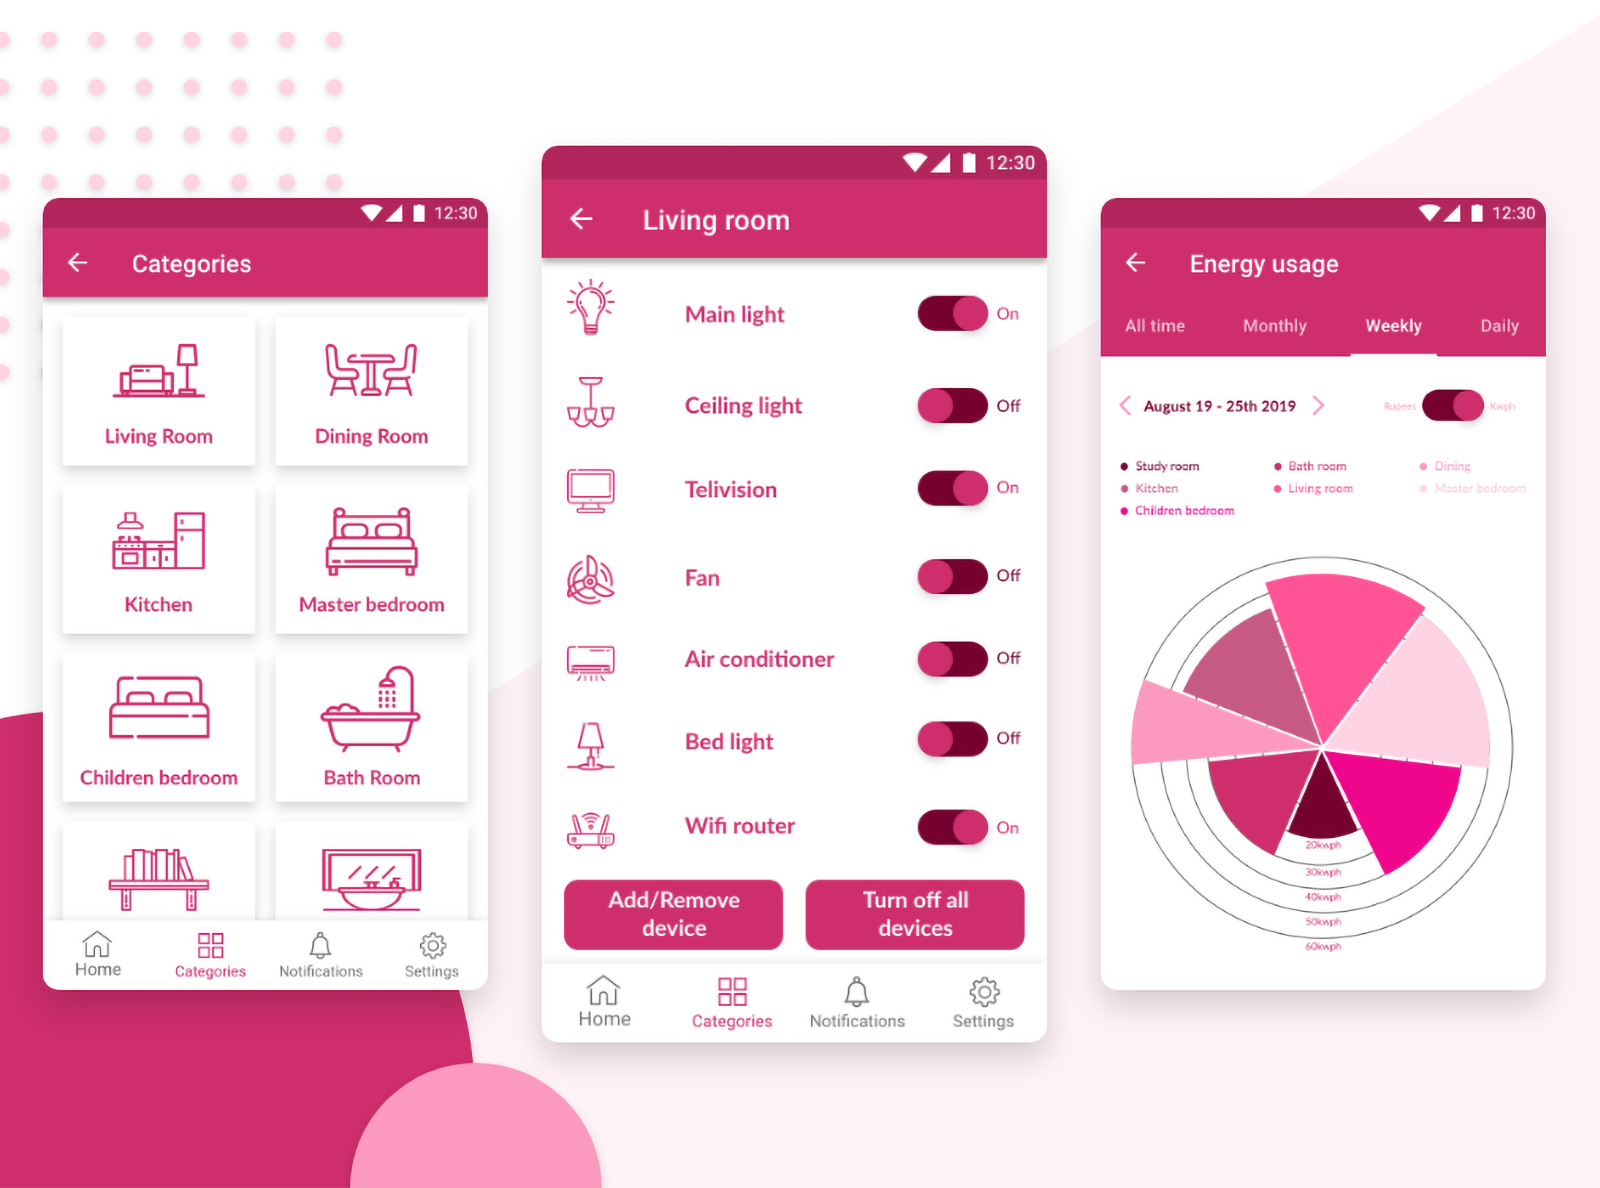 12:30
Categories
Living Room
Dining Room
Kitchen
Master bedroom
Children bedroom
Bath Room
Home
Categories
Notifications
Settings
12:30
Living room
Main light
On
Ceiling light
Off
Telivision
On
Fan
Off
Air conditioner
Off
Bed light
Off
Wifi router
On
Add/Remove
device
Turn off all
devices
Home
Categories
Notifications
Settings
12:30
Energy usage
All time
Monthly
Weekly
Daily
August 19 - 25th 2019
Rupees
Kwph
Study room
Bath room
Dining
Kitchen
Living room
Master bedroom
Children bedroom
20kwph
30kwph
40kwph
50kwph
60kwph